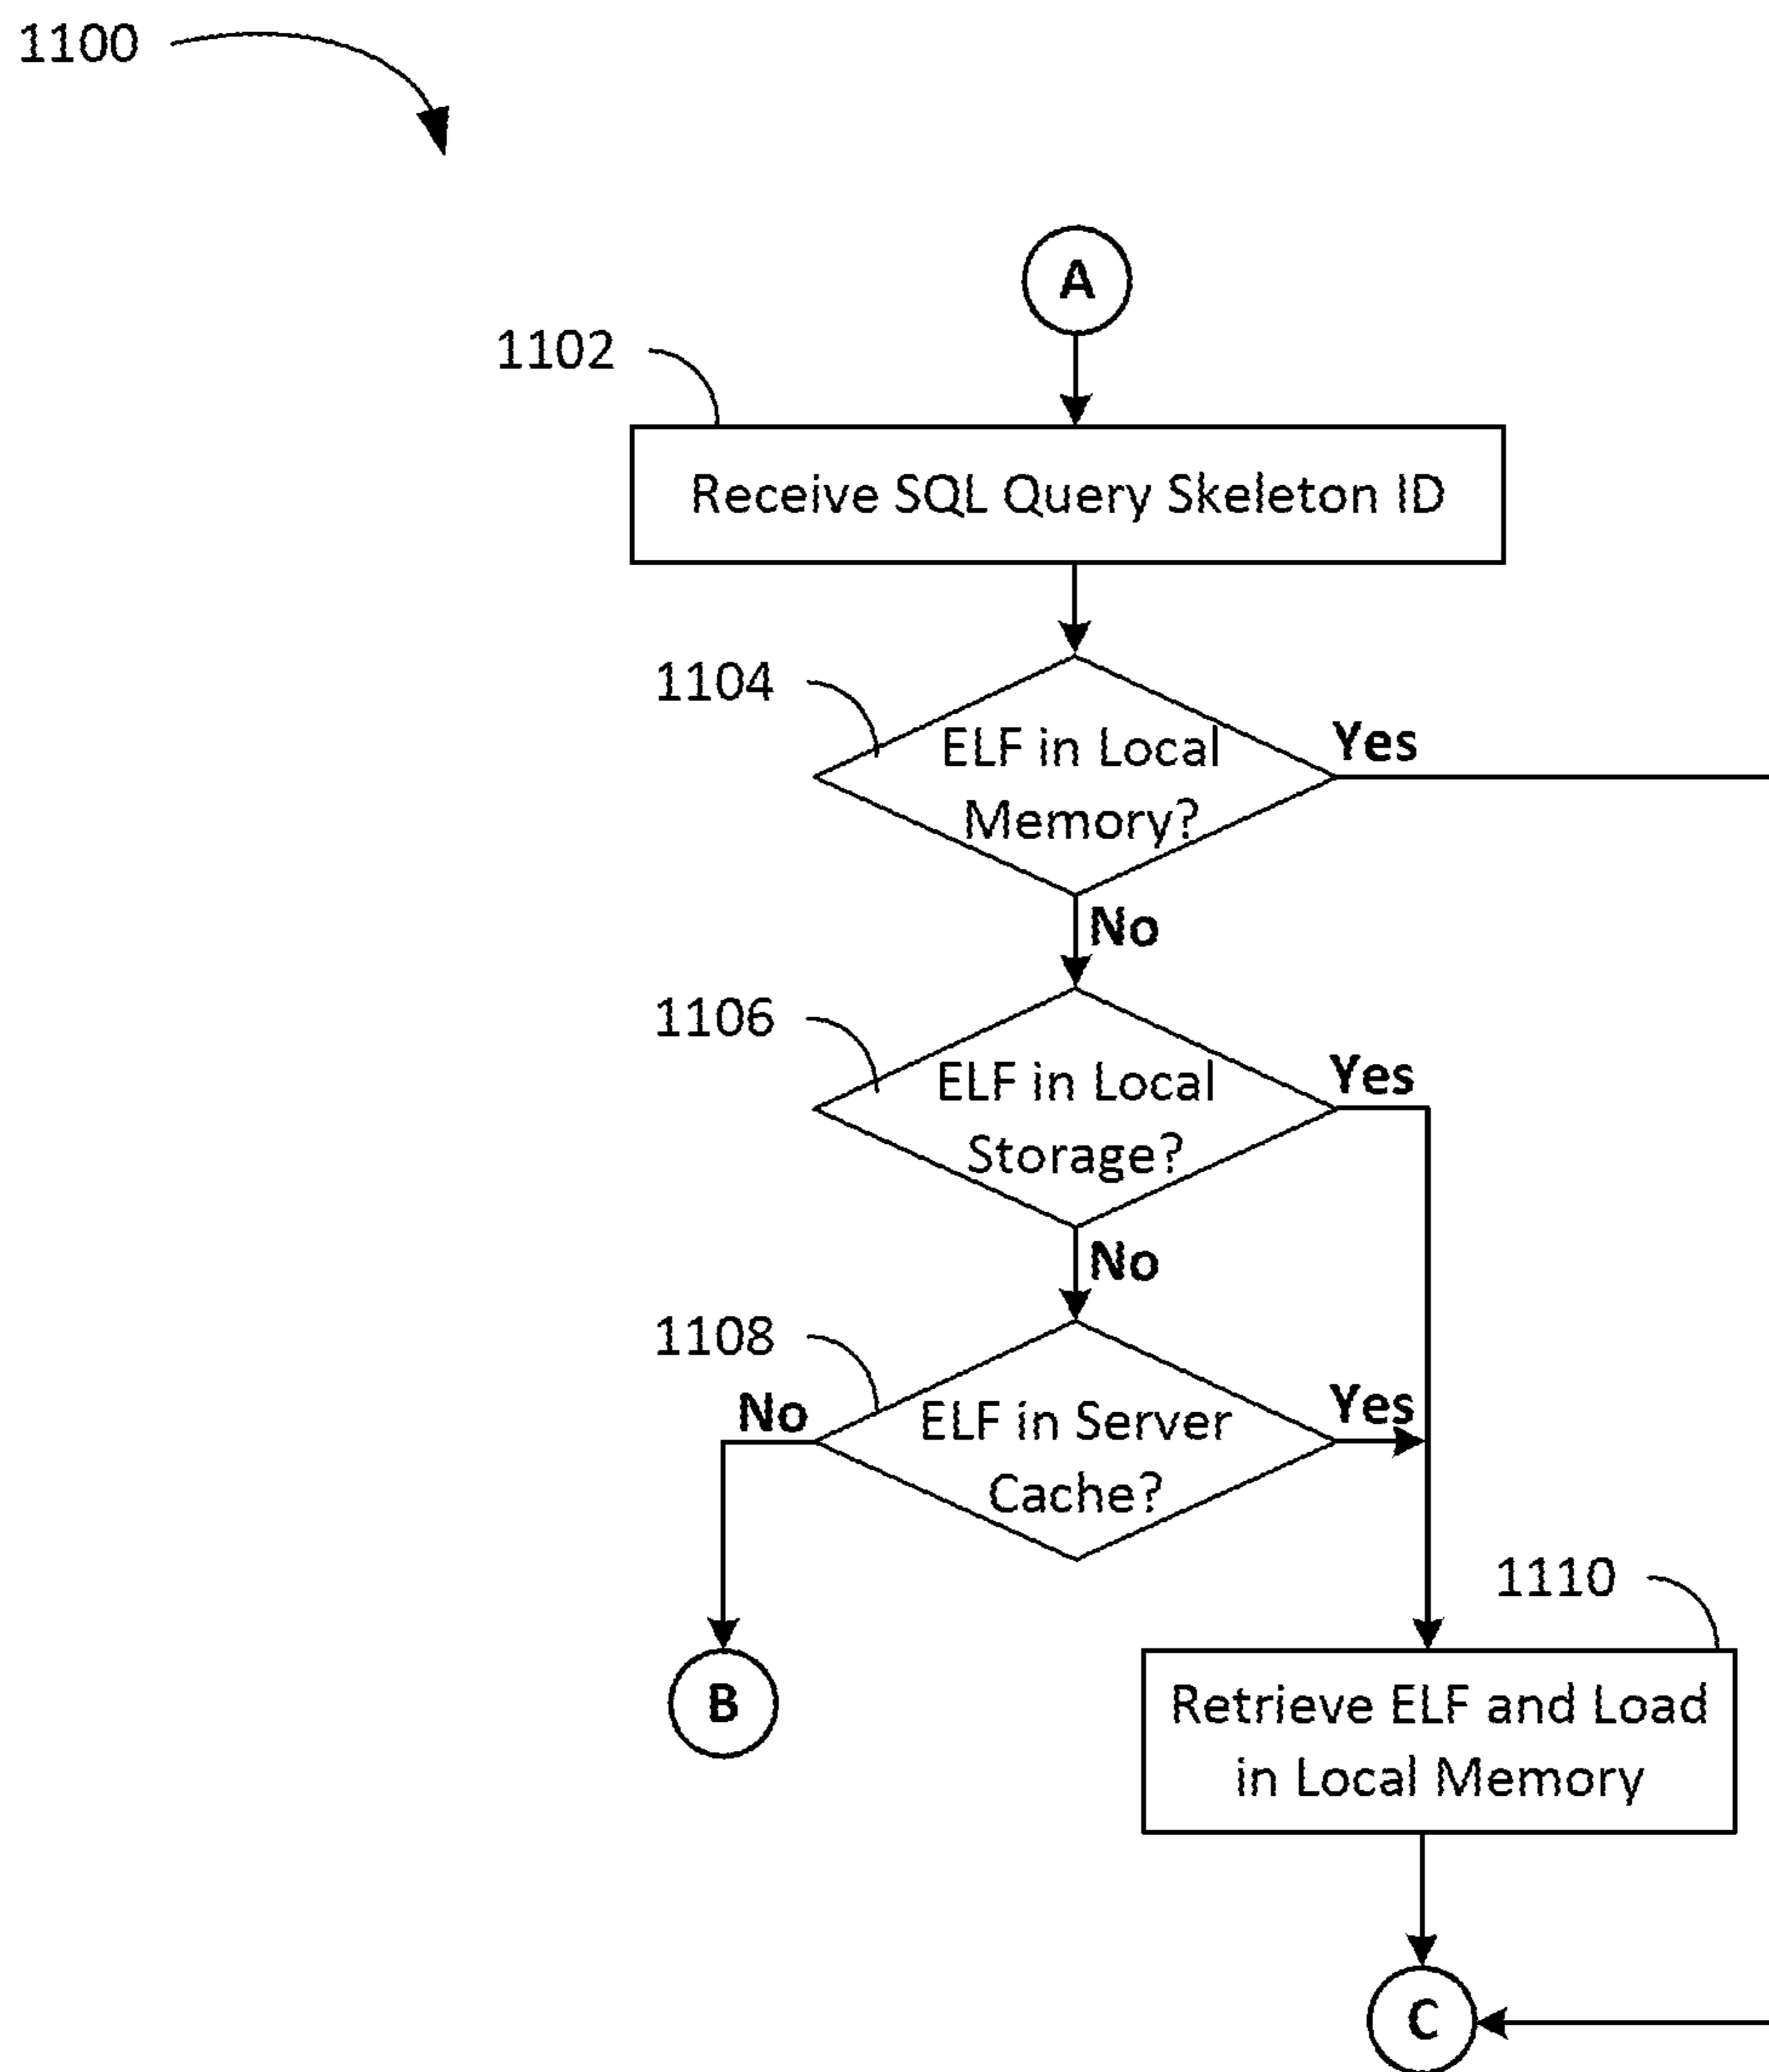 1100
A
1102
Receive SQL Query Skeleton ID
1104
ELF in Local
Memory?
Yes
No
1106
ELF in Local
Storage?
Yes
No
1108
No
ELF in Server
Cache?
Yes
1110
B
Retrieve ELF and Load
in Local Memory
C